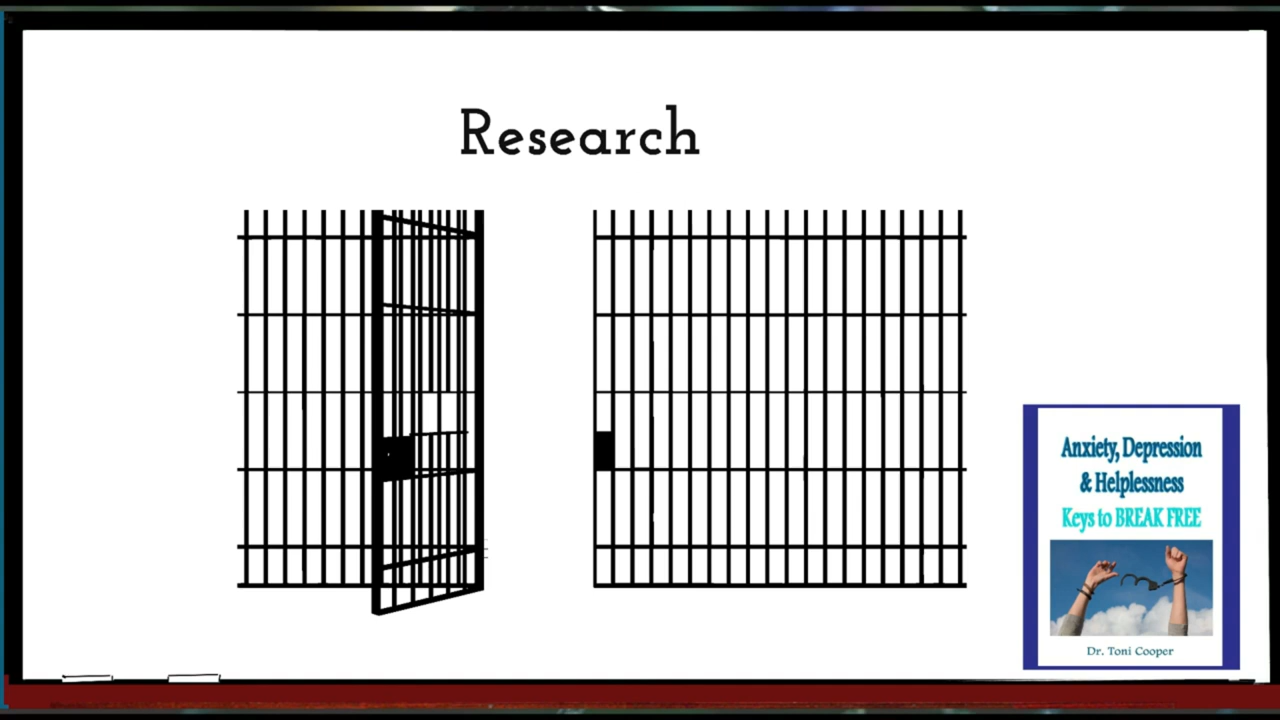 Research
Anxiety, Depression
& Helplessness
Keys to BREAK FREE
Dr. Toni Cooper